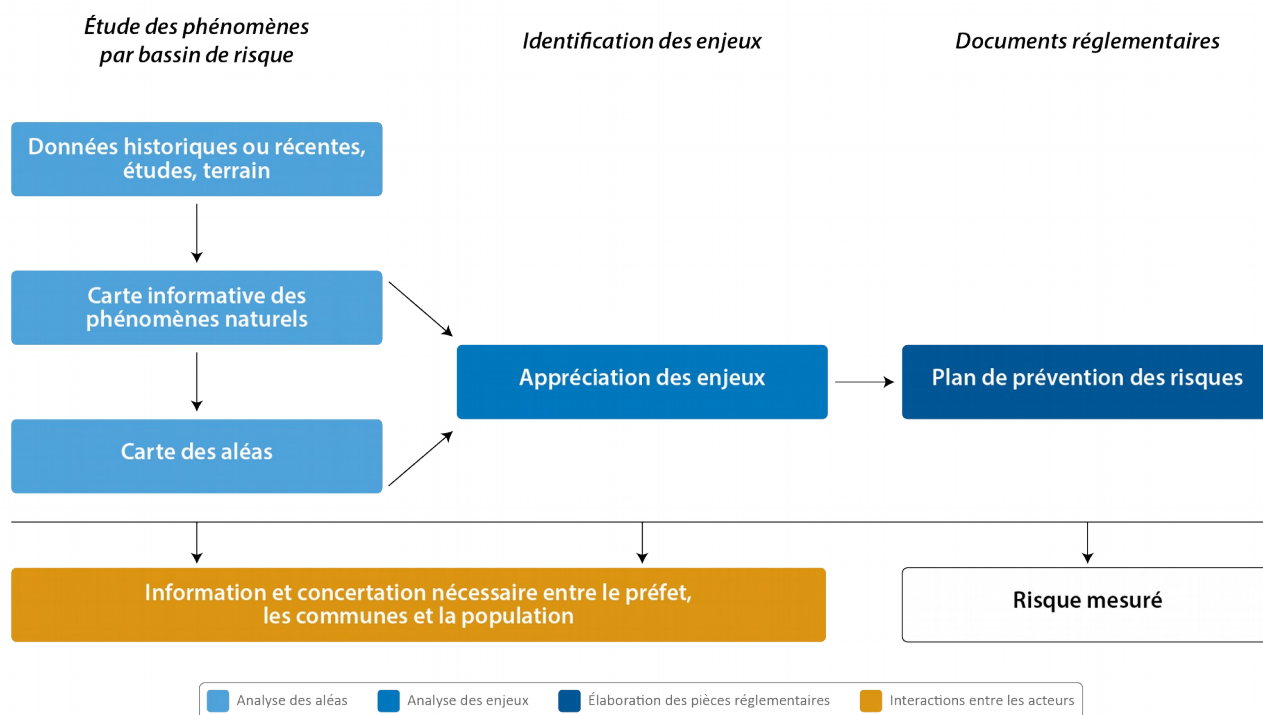 Étude des phénomènes
par bassin de risque
Identification des enjeux
Documents réglementaires
Données historiques ou récentes,
études, terrain
Carte informative des
phénomènes naturels
Appréciation des enjeux
Plan de prévention des risques
Carte des aléas
Information et concertation nécessaire entre le préfet,
les communes et la population
Risque mesuré
Analyse des aléas
Analyse des enjeux
Élaboration des pièces réglementaires
Interactions entre les acteurs